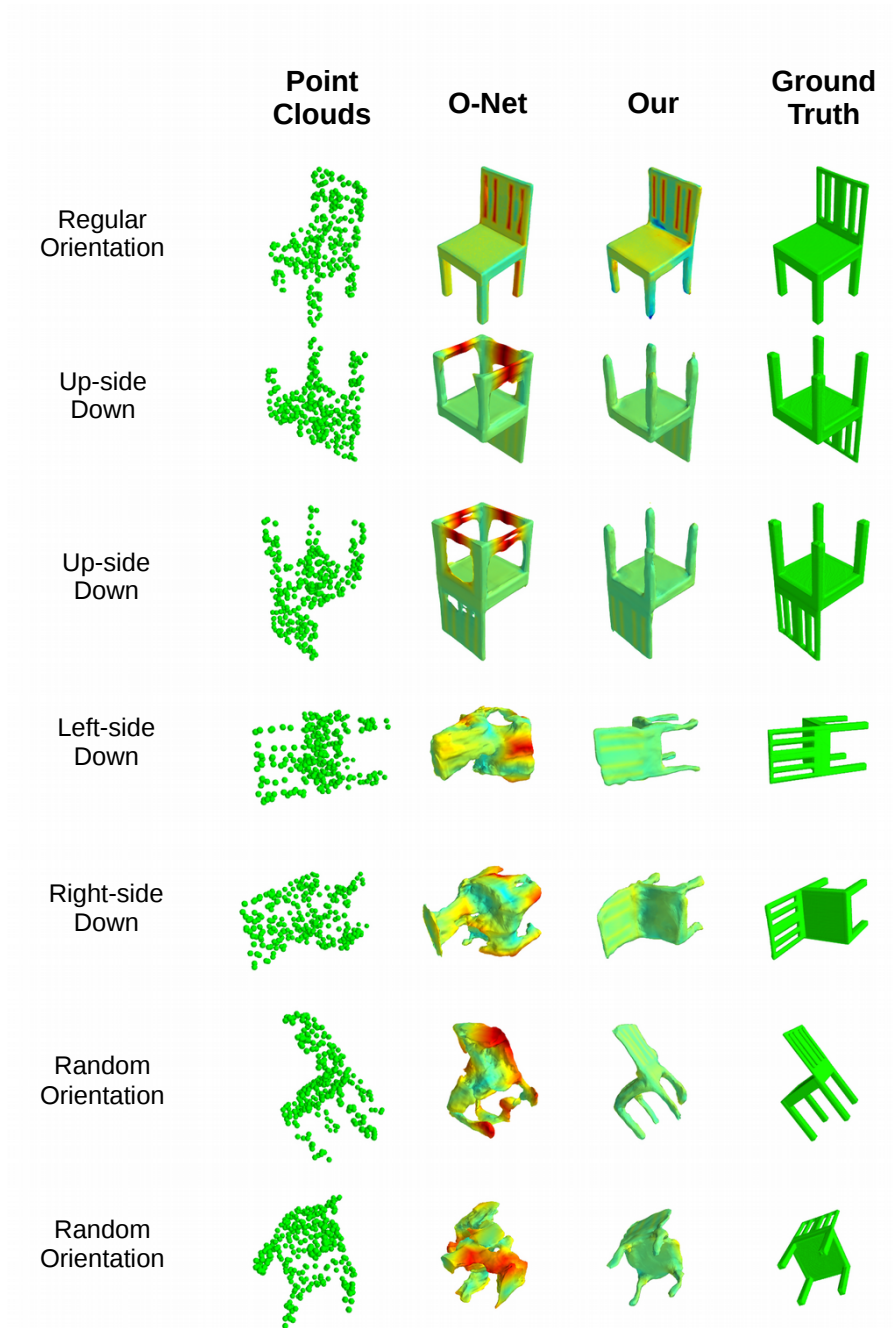 Point
Clouds
O-Net
Our
Ground
Truth
Regular
Orientation
Up-side
Down
Up-side
Down
Left-side
Down
Right-side
Down
Random
Orientation
Random
Orientation